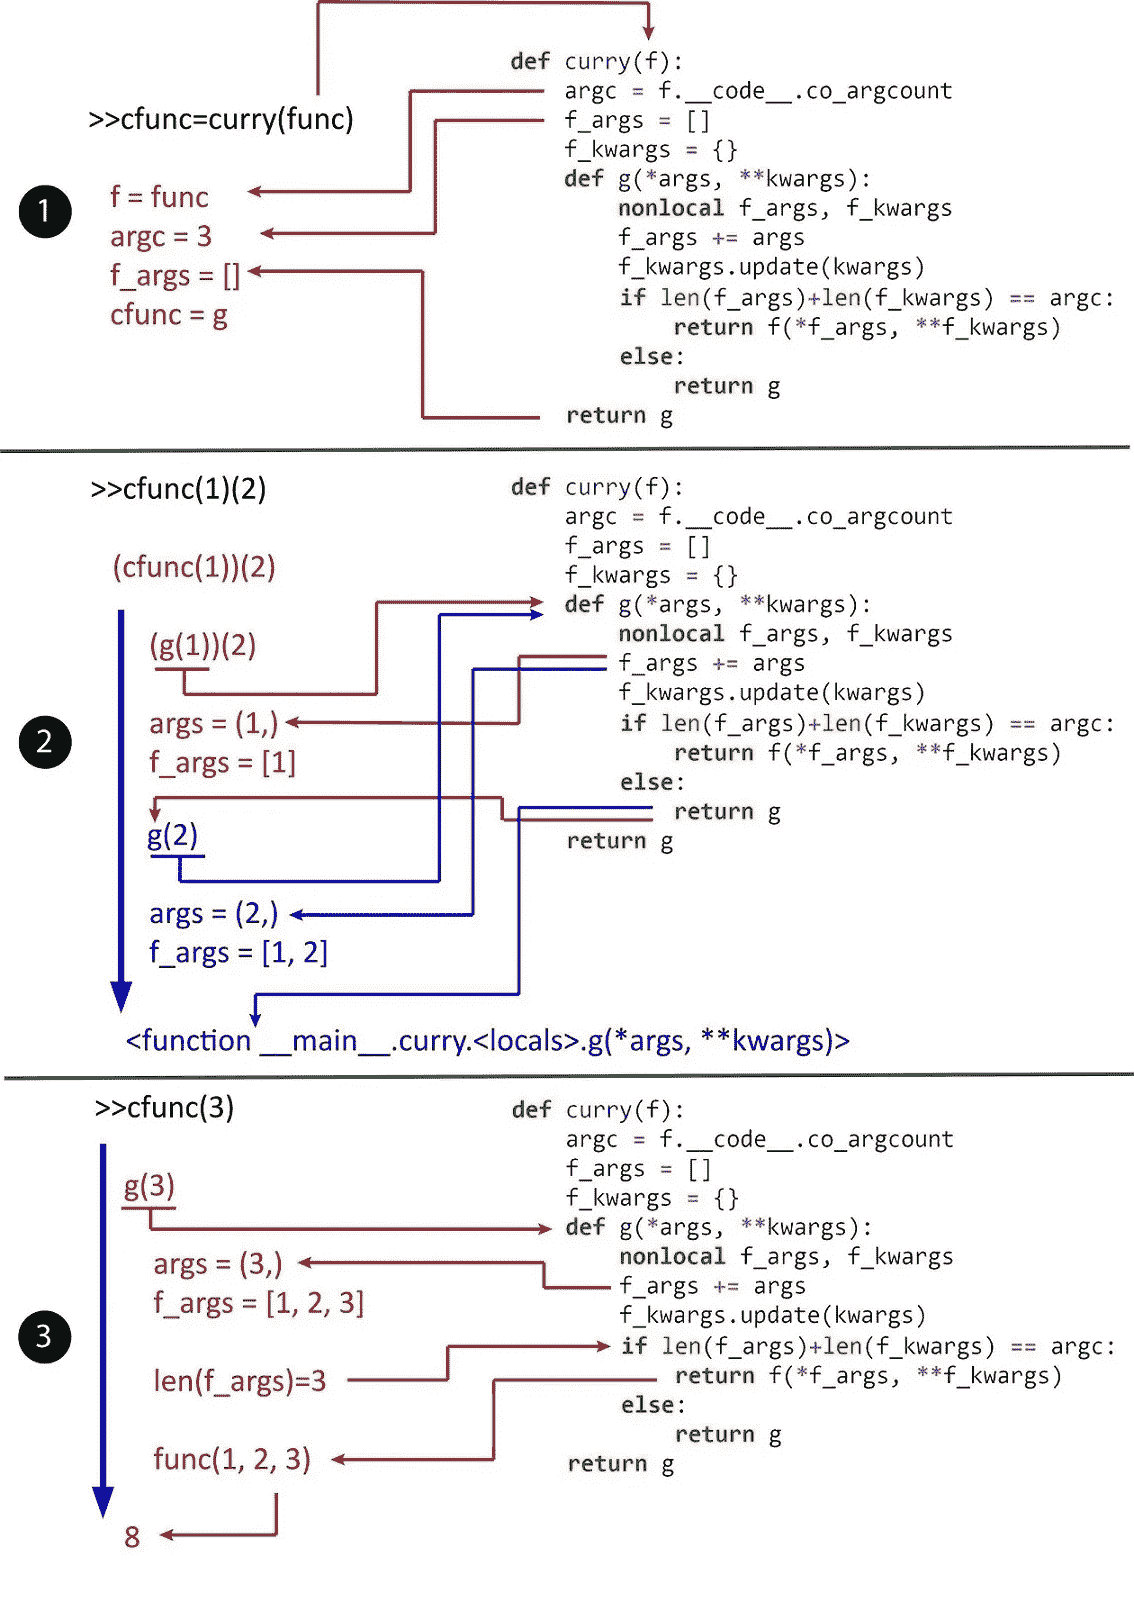 def curry(f):
argc = f.__code__.co_argcount
>>cfunc=curry(func)
f_args = []
f_kwargs = {}
def g(*args, **kwargs):
f = func
nonlocal f_args, f_kwargs
1
argc = 3
f_args += args
f_kwargs.update(kwargs)
f_args = []
if len(f_args)+len(f_kwargs) == argc:
cfunc = g
return f(*f_args, **f_kwargs)
else:
return g
return g
>>cfunc(1)(2)
def curry(f):
argc = f.__code__.co_argcount
f_args = []
(cfunc(1))(2)
f_kwargs = {}
def g(*args, **kwargs):
nonlocal f_args, f_kwargs
(g(1))(2)
f_args += args
f_kwargs.update(kwargs)
args = (1,)
if len(f_args)+len(f_kwargs) == argc:
2
f_args = [1]
return f(*f_args, **f_kwargs)
else:
return g
g(2)
return g
args = (2,)
f_args = [1, 2]
<function __main__.curry.<locals>.g(*args, **kwargs)>
>>cfunc(3)
def curry(f):
argc = f.__code__.co_argcount
f_args = []
g(3)
f_kwargs = {}
def g(*args, **kwargs):
nonlocal f_args, f_kwargs
args = (3,)
f_args += args
f_args = [1, 2, 3]
f_kwargs.update(kwargs)
3
if len(f_args)+len(f_kwargs) == argc:
len(f_args)=3
return f(*f_args, **f_kwargs)
else:
return g
func(1, 2, 3)
return g
8